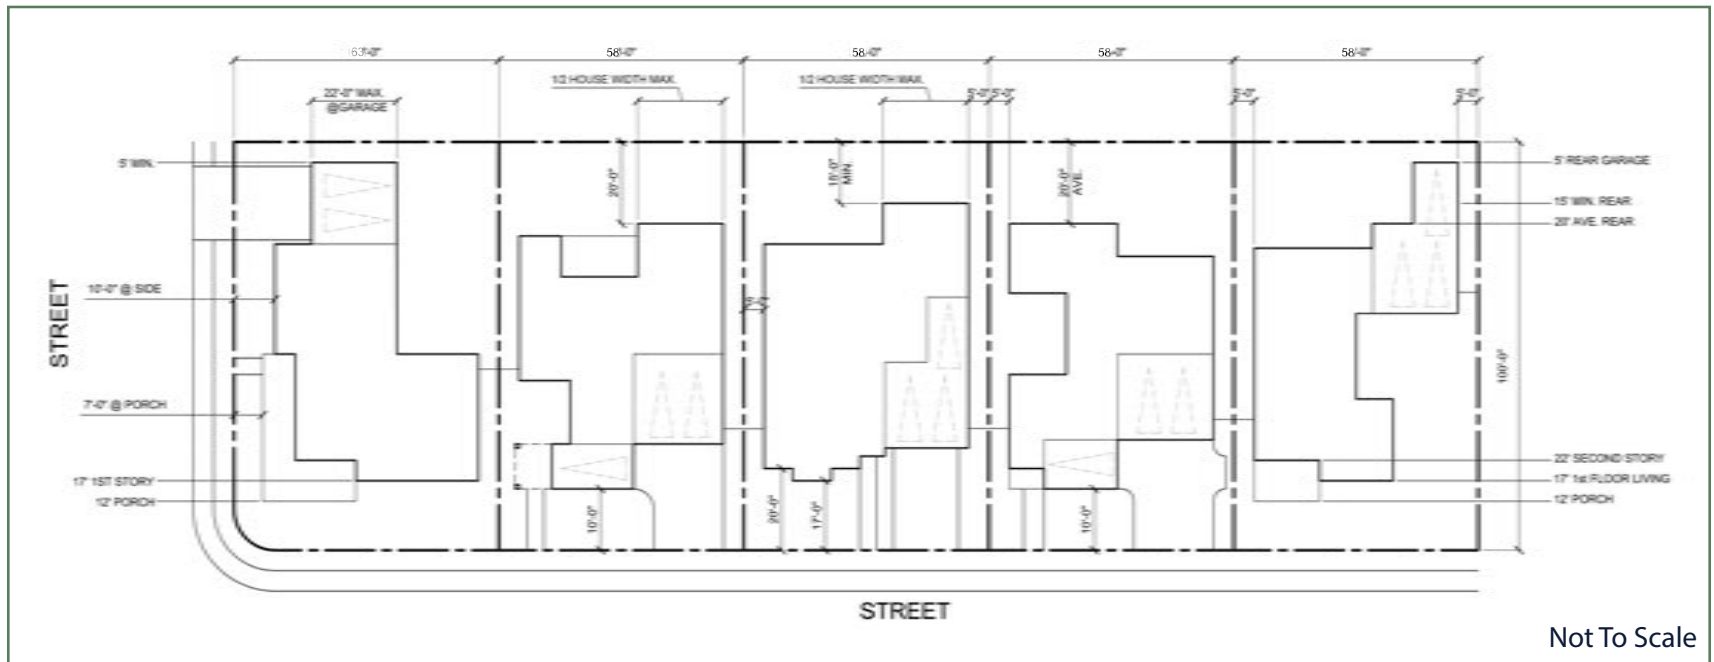 63'-0" 58'-0" 58'-0" 58'-0" 58'-0"
1/2 HOUSE WIDTH MAX. 1/2 HOUSE WIDTH MAX.
22'-0" MAX.
@GARAGE
5'-0" 5'-0" 5'-0" 5'-0"
5' MIN.
5' REAR GARAGE
20'-0"
15'-0"
MIN.
20'-0"
AVE.
15' MIN. REAR
20' AVE. REAR
10'-0" @ SIDE
STREET
100'-0"
7'-0" @ PORCH
22' SECOND STORY
17' 1ST STORY
17' 1st FLOOR LIVING
12' PORCH
12' PORCH
10'-0"
20'-0"
17'-0"
10'-0"
STREET
Not To Scale